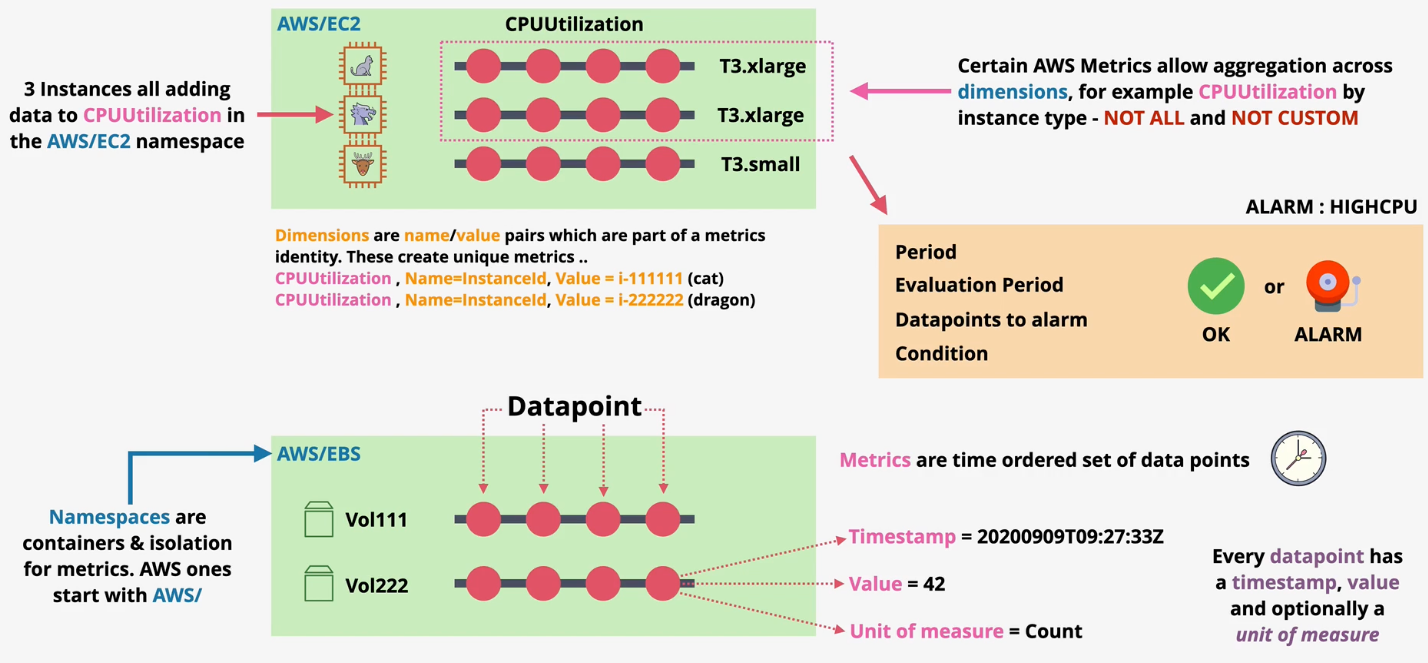 AWS/EC2
CPUUtilization
3 Instances all adding
data to CPUUtilization in
the AWS/EC2 namespace
T3.xlarge
T3.xlarge
T3.small
Certain AWS Metrics allow aggregation across
dimensions, for example CPUUtilization by
instance type - NOT ALL and NOT CUSTOM
Dimensions are name/value pairs which are part of a metrics
identity. These create unique metrics ..
CPUUtilization , Name=InstanceId, Value = i-111111 (cat)
CPUUtilization , Name=InstanceId, Value = i-222222 (dragon)
ALARM : HIGHCPU
Period
Evaluation Period
Datapoints to alarm
Condition
or
OK
ALARM
Datapoint
AWS/EBS
Vol111
Vol222
Namespaces are
containers & isolation
for metrics. AWS ones
start with AWS/
Metrics are time ordered set of data points
Timestamp = 20200909T09:27:33Z
Value = 42
Unit of measure = Count
Every datapoint has
a timestamp, value
and optionally a
unit of measure